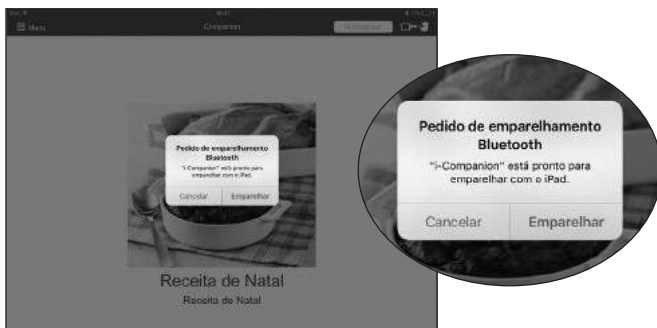 Menu
Companion
Pedido de emparelhamento
Bluetooth
"i-Companion" está pronto para
emparelhar com o iPad.
Cancelar
Emparelhar
Receita de Natal
Receita de Natal
Pedido de emparelhamento
Bluetooth
"i-Companion" está pronto para
emparelhar com o iPad.
Cancelar
Emparelhar